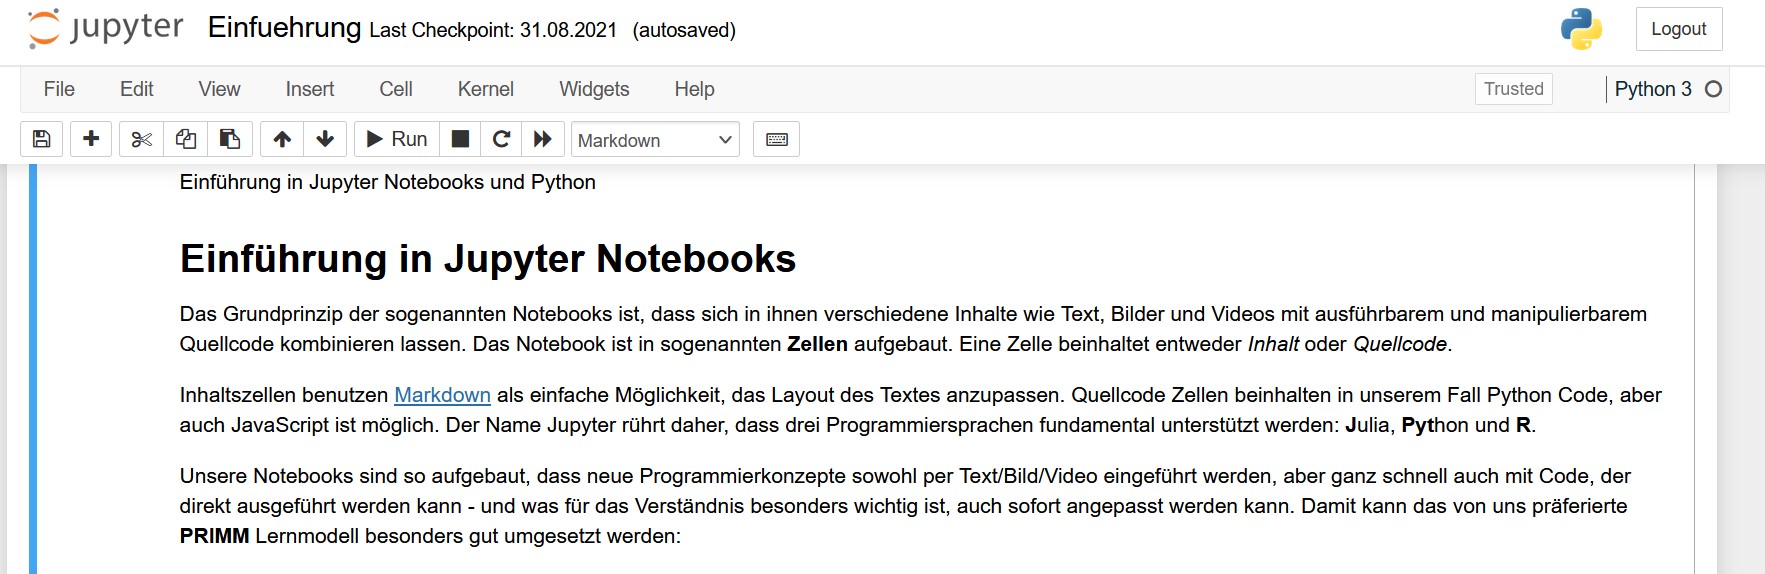 jupyter Einfuehrung Last Checkpoint: 31.08.2021 (autosaved) Logout
File Edit View Insert Cell Kernel Widgets Help Trusted Python 3
Run Markdown
Einführung in Jupyter Notebooks und Python
Einführung in Jupyter Notebooks
Das Grundprinzip der sogenannten Notebooks ist, dass sich in ihnen verschiedene Inhalte wie Text, Bilder und Videos mit ausführbarem und manipulierbarem
Quellcode kombinieren lassen. Das Notebook ist in sogenannten Zellen aufgebaut. Eine Zelle beinhaltet entweder Inhalt oder Quellcode.
Inhaltszellen benutzen Markdown als einfache Möglichkeit, das Layout des Textes anzupassen. Quellcode Zellen beinhalten in unserem Fall Python Code, aber
auch JavaScript ist möglich. Der Name Jupyter rührt daher, dass drei Programmiersprachen fundamental unterstützt werden: Julia, Python und R.
Unsere Notebooks sind so aufgebaut, dass neue Programmierkonzepte sowohl per Text/Bild/Video eingeführt werden, aber ganz schnell auch mit Code, der
direkt ausgeführt werden kann - und was für das Verständnis besonders wichtig ist, auch sofort angepasst werden kann. Damit kann das von uns präferierte
PRIMM Lernmodell besonders gut umgesetzt werden: